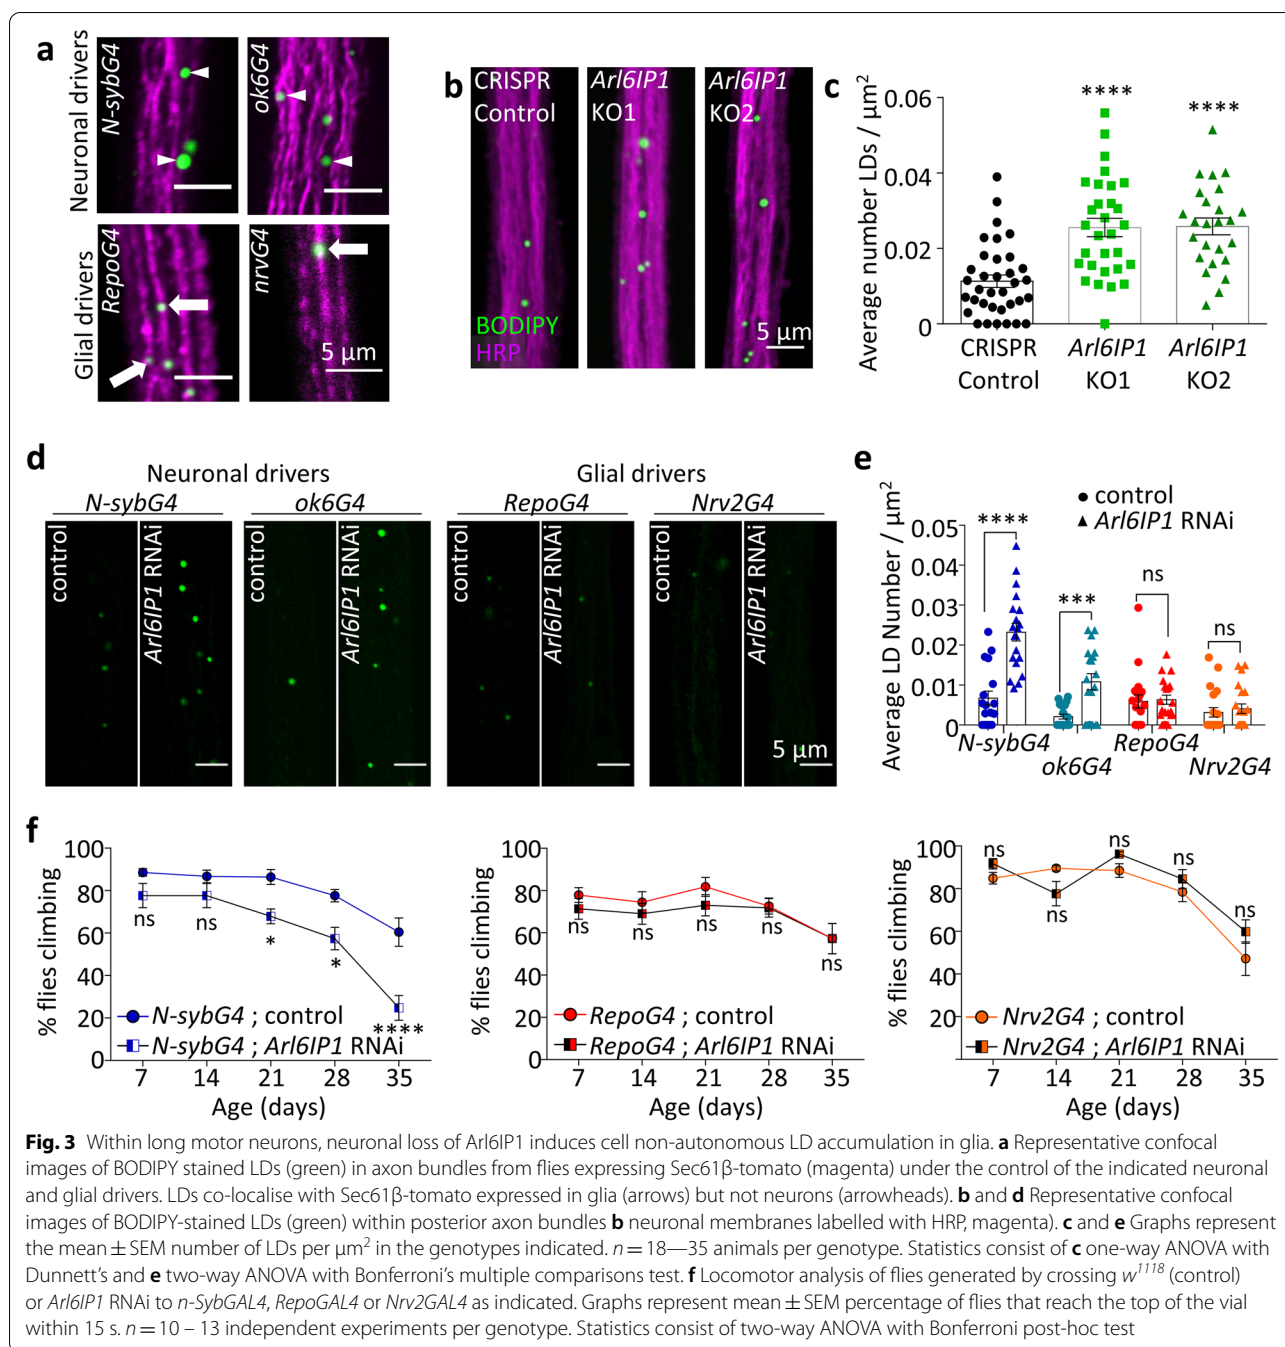 a
Neuronal drivers
N-sybG4
ok6G4
Glial drivers
RepoG4
nrvG4
5 µm
b
CRISPR
Control
Arl6IP1
KO1
Arl6IP1
KO2
BODIPY
HRP
5 µm
c
Average number LDs / µm²
0.06
0.04
0.02
0
****
****
CRISPR
Control
Arl6IP1
KO1
Arl6IP1
KO2
d
Neuronal drivers
Glial drivers
N-sybG4
ok6G4
RepoG4
Nrv2G4
control
Arl6IP1 RNAi
control
Arl6IP1 RNAi
control
Arl6IP1 RNAi
control
Arl6IP1 RNAi
5 µm
e
control
Arl6IP1 RNAi
Average LD Number / µm²
0.05
0.04
0.03
0.02
0.01
0
****
***
ns
ns
N-sybG4
ok6G4
RepoG4
Nrv2G4
f
% flies climbing
100
80
60
40
20
0
ns
ns
*
*
****
N-sybG4 ; control
N-sybG4 ; Arl6IP1 RNAi
7 14 21 28 35
Age (days)
% flies climbing
100
80
60
40
20
0
ns
ns
ns
ns
ns
RepoG4 ; control
RepoG4 ; Arl6IP1 RNAi
7 14 21 28 35
Age (days)
% flies climbing
100
80
60
40
20
ns
ns
ns
ns
ns
Nrv2G4 ; control
Nrv2G4 ; Arl6IP1 RNAi
7 14 21 28 35
Age (days)
Fig. 3 Within long motor neurons, neuronal loss of Arl6IP1 induces cell non-autonomous LD accumulation in glia. a Representative confocal
images of BODIPY stained LDs (green) in axon bundles from flies expressing Sec61β-tomato (magenta) under the control of the indicated neuronal
and glial drivers. LDs co-localise with Sec61β-tomato expressed in glia (arrows) but not neurons (arrowheads). b and d Representative confocal
images of BODIPY-stained LDs (green) within posterior axon bundles b neuronal membranes labelled with HRP, magenta). c and e Graphs represent
the mean ± SEM number of LDs per µm² in the genotypes indicated. n = 18—35 animals per genotype. Statistics consist of c one-way ANOVA with
Dunnett's and e two-way ANOVA with Bonferroni's multiple comparisons test. f Locomotor analysis of flies generated by crossing w¹¹¹⁸ (control)
or Arl6IP1 RNAi to n-SybGAL4, RepoGAL4 or Nrv2GAL4 as indicated. Graphs represent mean ± SEM percentage of flies that reach the top of the vial
within 15 s. n = 10 – 13 independent experiments per genotype. Statistics consist of two-way ANOVA with Bonferroni post-hoc test